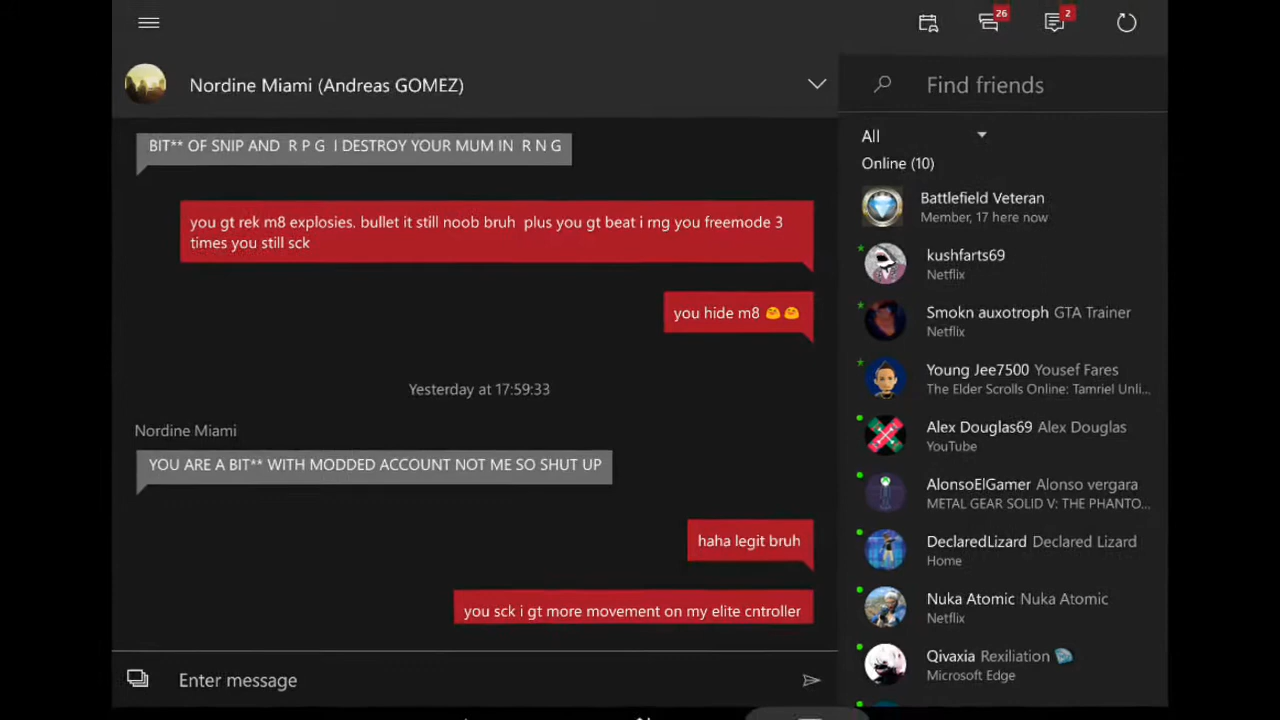 26
2
Nordine Miami (Andreas GOMEZ)
Find friends
BIT** OF SNIP AND R P G I DESTROY YOUR MUM IN R N G
you gt rek m8 explosies. bullet it still noob bruh plus you gt beat i rng you freemode 3
times you still sck
you hide m8
Yesterday at 17:59:33
Nordine Miami
YOU ARE A BIT** WITH MODDED ACCOUNT NOT ME SO SHUT UP
haha legit bruh
you sck i gt more movement on my elite cntroller
Enter message
All
Online (10)
Battlefield Veteran
Member, 17 here now
kushfarts69
Netflix
Smokn auxotroph GTA Trainer
Netflix
Young Jee7500 Yousef Fares
The Elder Scrolls Online: Tamriel Unli...
Alex Douglas69 Alex Douglas
YouTube
AlonsoElGamer Alonso vergara
METAL GEAR SOLID V: THE PHANTO...
DeclaredLizard Declared Lizard
Home
Nuka Atomic Nuka Atomic
Netflix
Qivaxia Rexiliation
Microsoft Edge